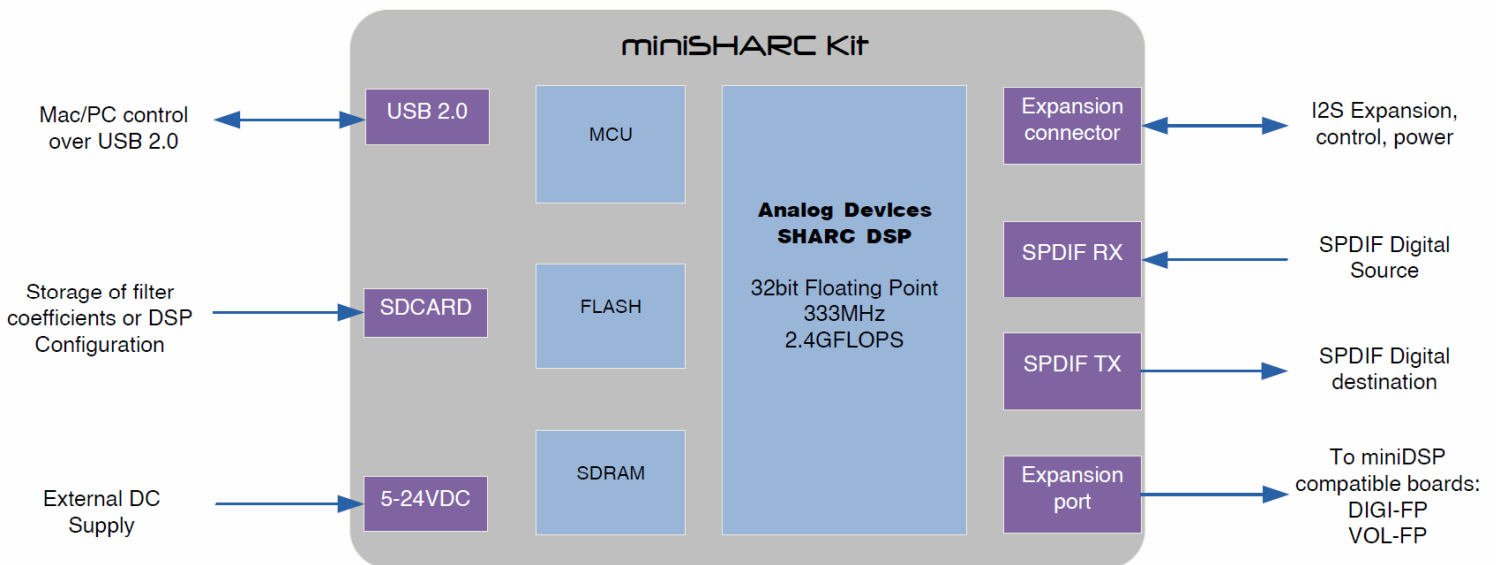 miniSHARC Kit
Mac/PC control
over USB 2.0
USB 2.0
MCU
Analog Devices
SHARC DSP
32bit Floating Point
333MHz
2.4GFLOPS
Expansion
connector
I2S Expansion,
control, power
SPDIF RX
SPDIF Digital
Source
Storage of filter
coefficients or DSP
Configuration
SDCARD
FLASH
SPDIF TX
SPDIF Digital
destination
External DC
Supply
5-24VDC
SDRAM
Expansion
port
To miniDSP
compatible boards:
DIGI-FP
VOL-FP